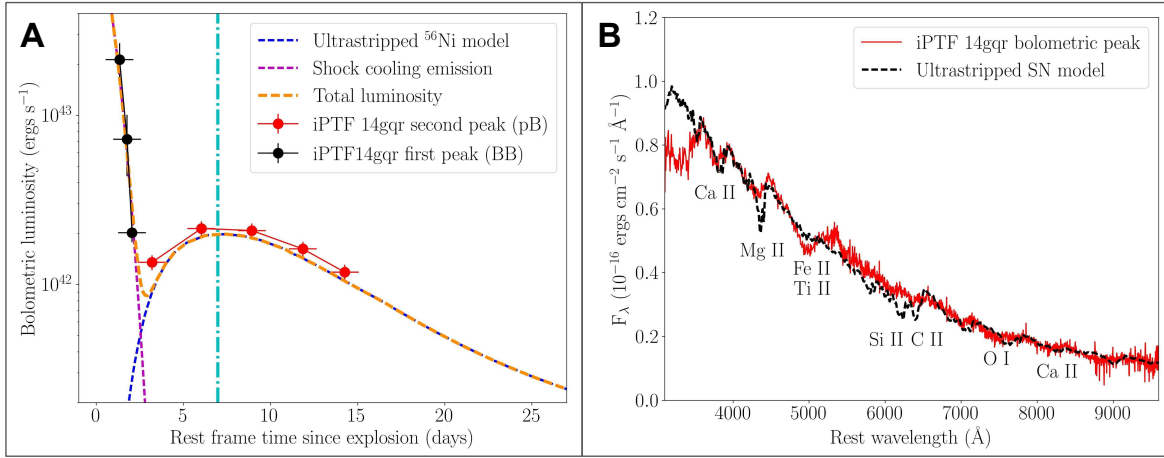 A
Ultrastripped ⁵⁶Ni model
Shock cooling emission
Total luminosity
iPTF 14gqr second peak (pB)
iPTF14gqr first peak (BB)
10⁴³
10⁴²
Bolometric luminosity (ergs s⁻¹)
0 5 10 15 20 25
Rest frame time since explosion (days)
B
iPTF 14gqr bolometric peak
Ultrastripped SN model
1.2
1.0
0.8
0.6
0.4
0.2
0.0
F_λ (10⁻¹⁶ ergs cm⁻² s⁻¹ Å⁻¹)
Ca II
Mg II
Fe II
Ti II
Si II C II
O I
Ca II
4000 5000 6000 7000 8000 9000
Rest wavelength (Å)